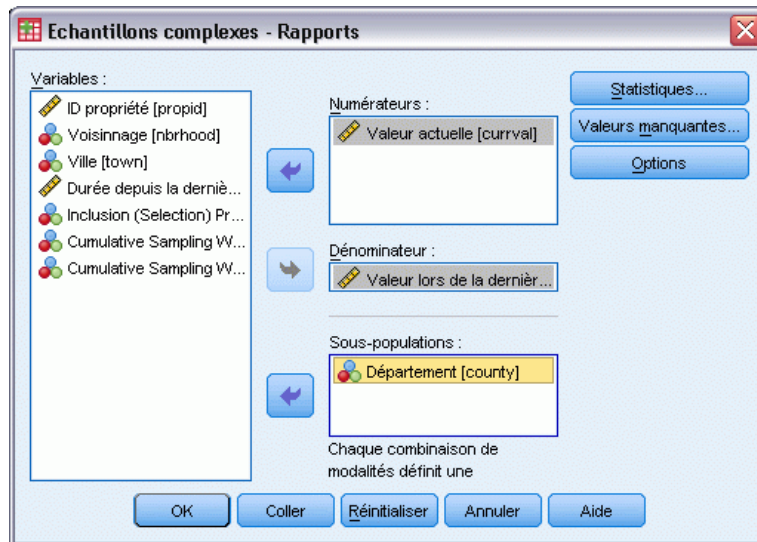 Echantillons complexes - Rapports
Variables :
ID propriété [propid]
Voisinnage [nbrhood]
Ville [town]
Durée depuis la derniè...
Inclusion (Selection) Pr...
Cumulative Sampling W...
Cumulative Sampling W...
Numérateurs :
Valeur actuelle [currval]
Dénominateur :
Valeur lors de la dernièr...
Sous-populations :
Département [county]
Chaque combinaison de
modalités définit une
Statistiques...
Valeurs manquantes...
Options
OK
Coller
Réinitialiser
Annuler
Aide